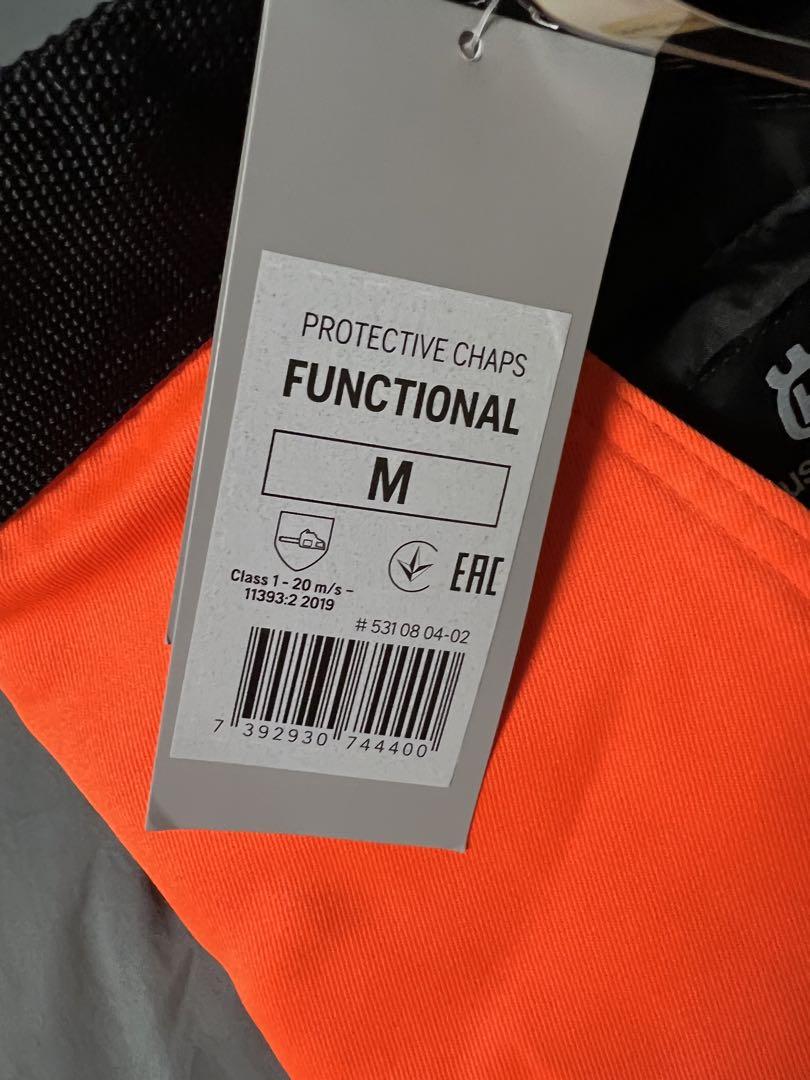 PROTECTIVE CHAPS
FUNCTIONAL
M
Class 1 - 20 m/s -
11393:2 2019
EAC
# 531 08 04-02
7 392930 744400